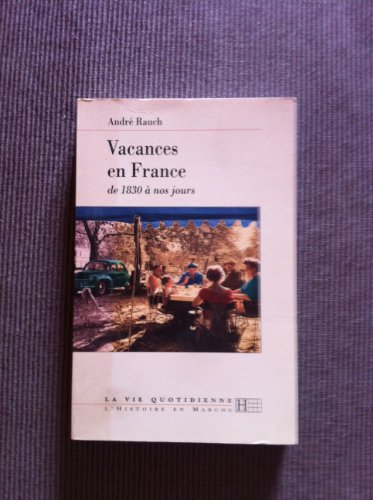 André Rauch
Vacances
en France
de 1830 à nos jours
LA VIE QUOTIDIENNE
L'HISTOIRE EN MARCHE
H